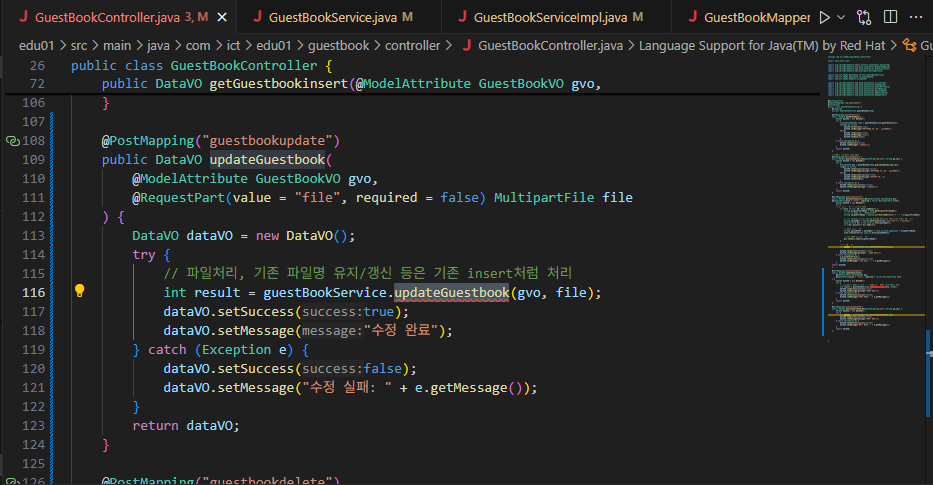 GuestBookController.java 3, M
GuestBookService.java M
GuestBookServiceImpl.java M
GuestBookMapper
edu01 > src > main > java > com > ict > edu01 > guestbook > controller > GuestBookController.java > Language Support for Java(TM) by Red Hat > Gu
26 public class GuestBookController {
72 public DataVO getGuestbookinsert(@ModelAttribute GuestBookVO gvo,
106 }
107
108 @PostMapping("guestbookupdate")
109 public DataVO updateGuestbook(
110 @ModelAttribute GuestBookVO gvo,
111 @RequestPart(value = "file", required = false) MultipartFile file
112 ) {
113 DataVO dataVO = new DataVO();
114 try {
115 // 파일처리, 기존 파일명 유지/갱신 등은 기존 insert처럼 처리
116 int result = guestBookService.updateGuestbook(gvo, file);
117 dataVO.setSuccess(success:true);
118 dataVO.setMessage(message:"수정 완료");
119 } catch (Exception e) {
120 dataVO.setSuccess(success:false);
121 dataVO.setMessage("수정 실패: " + e.getMessage());
122 }
123 return dataVO;
124 }
125
126 @PostMapping("guestbookdelete")